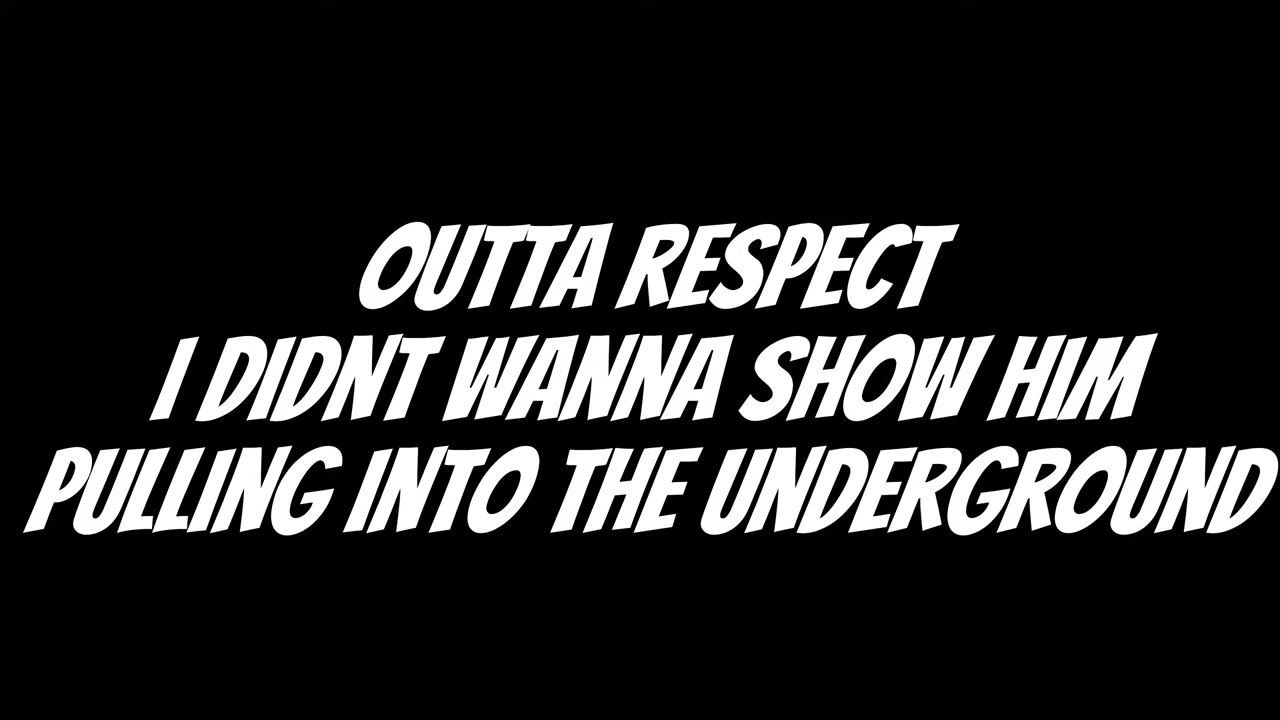 OUTTA RESPECT
I DIDNT WANNA SHOW HIM
PULLING INTO THE UNDERGROUND